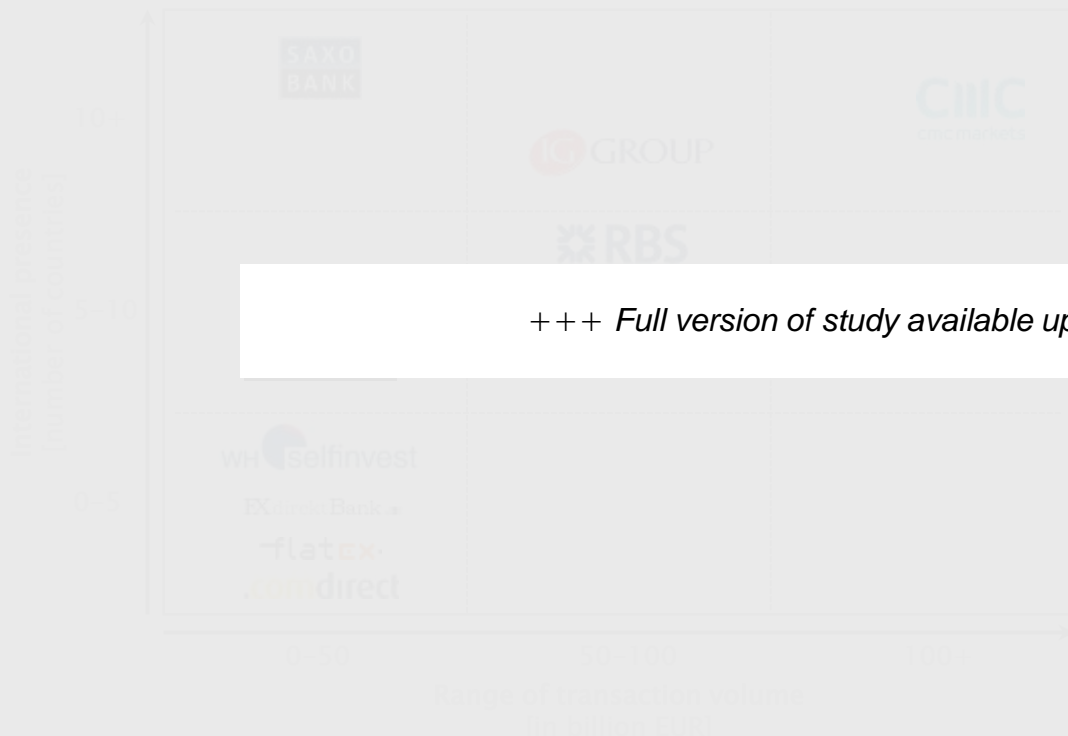 SAXO
BANK
10+
CMC
cmc markets
IG GROUP
RBS
International presence
(number of countries)
5–10
+++ Full version of study available up
WH selfinvest
0–5
Bank
flatEX
.comdirect
0–50
50–100
100+
Range of transaction volume
(in billion EUR)